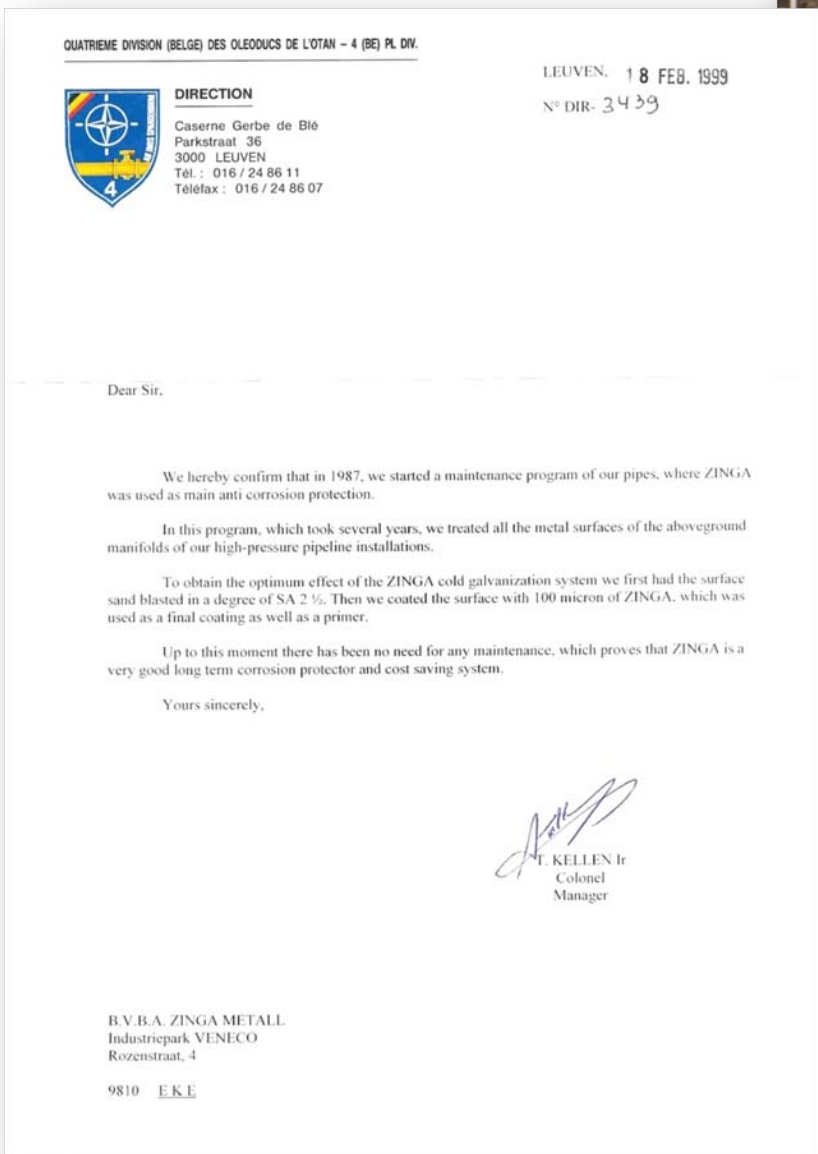 QUATRIEME DIVISION (BELGE) DES OLEODUCS DE L'OTAN – 4 (BE) PL DIV.
LEUVEN, 18 FEB. 1999
N° DIR- 3439
DIRECTION
Caserne Gerbe de Blé
Parkstraat 36
3000 LEUVEN
Tél. : 016 / 24 86 11
Téléfax : 016 / 24 86 07
4
Dear Sir,
We hereby confirm that in 1987, we started a maintenance program of our pipes, where ZINGA
was used as main anti corrosion protection.
In this program, which took several years, we treated all the metal surfaces of the aboveground
manifolds of our high-pressure pipeline installations.
To obtain the optimum effect of the ZINGA cold galvanization system we first had the surface
sand blasted in a degree of SA 2 ½. Then we coated the surface with 100 micron of ZINGA, which was
used as a final coating as well as a primer.
Up to this moment there has been no need for any maintenance, which proves that ZINGA is a
very good long term corrosion protector and cost saving system.
Yours sincerely,
T. KELLEN Ir
Colonel
Manager
B.V.B.A. ZINGA METALL
Industriepark VENECO
Rozenstraat, 4
9810 E K E